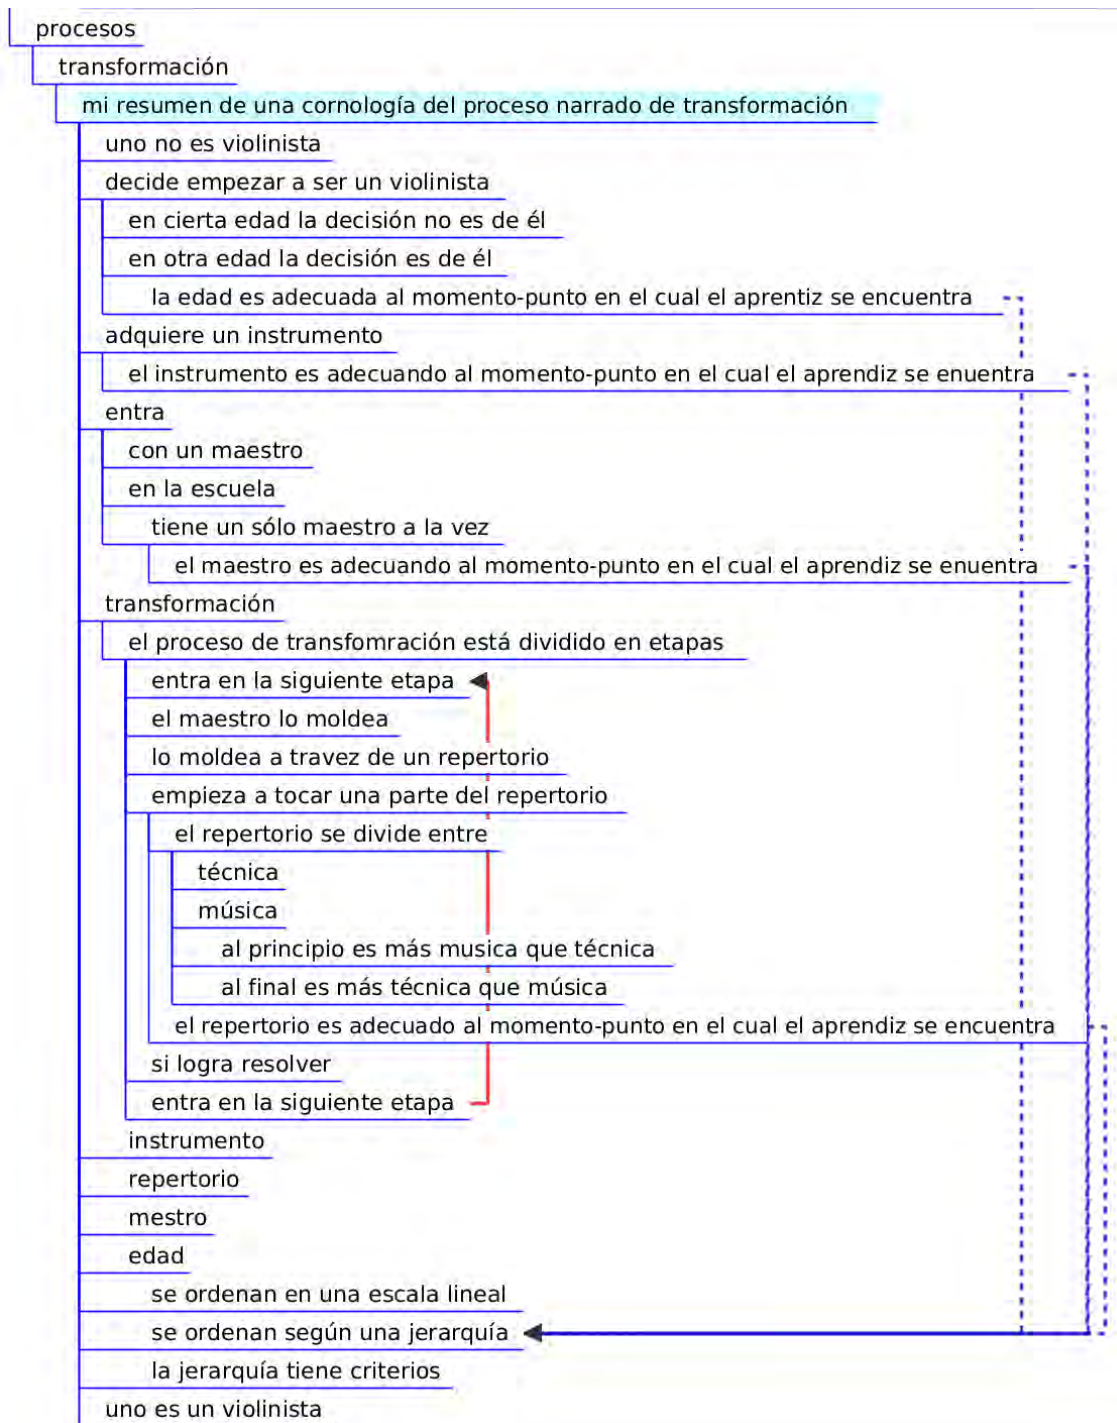 procesos
transformación
mi resumen de una cornología del proceso narrado de transformación
uno no es violinista
decide empezar a ser un violinista
en cierta edad la decisión no es de él
en otra edad la decisión es de él
la edad es adecuada al momento-punto en el cual el aprentiz se encuentra
adquiere un instrumento
el instrumento es adecuando al momento-punto en el cual el aprendiz se enuentra
entra
con un maestro
en la escuela
tiene un sólo maestro a la vez
el maestro es adecuando al momento-punto en el cual el aprendiz se enuentra
transformación
el proceso de transfomración está dividido en etapas
entra en la siguiente etapa
el maestro lo moldea
lo moldea a travez de un repertorio
empieza a tocar una parte del repertorio
el repertorio se divide entre
técnica
música
al principio es más musica que técnica
al final es más técnica que música
el repertorio es adecuado al momento-punto en el cual el aprendiz se encuentra
si logra resolver
entra en la siguiente etapa
instrumento
repertorio
mestro
edad
se ordenan en una escala lineal
se ordenan según una jerarquía
la jerarquía tiene criterios
uno es un violinista